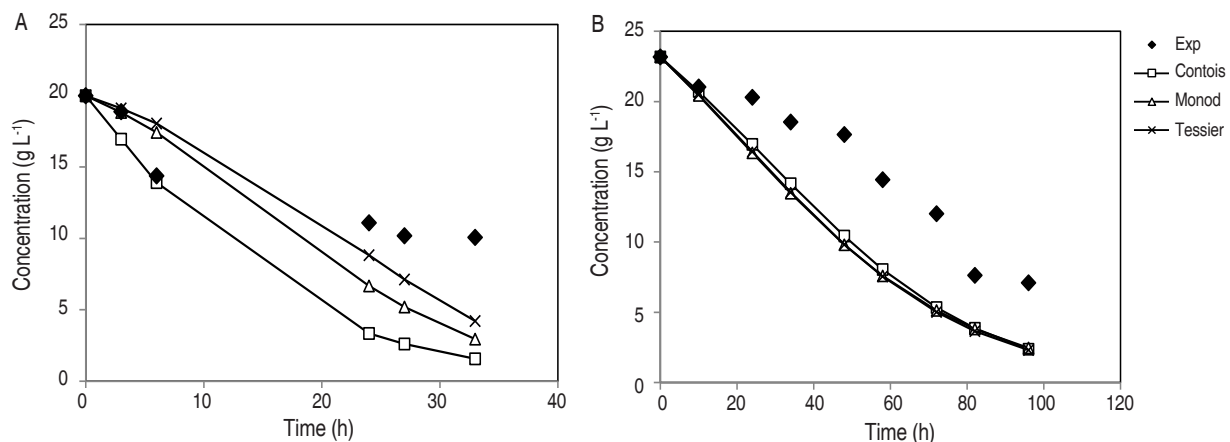 A
Concentration (g L-1)
25
20
15
10
5
0
0 10 20 30 40
Time (h)
B
Concentration (g L-1)
25
20
15
10
5
0
0 20 40 60 80 100 120
Time (h)
Exp
Contois
Monod
Tessier